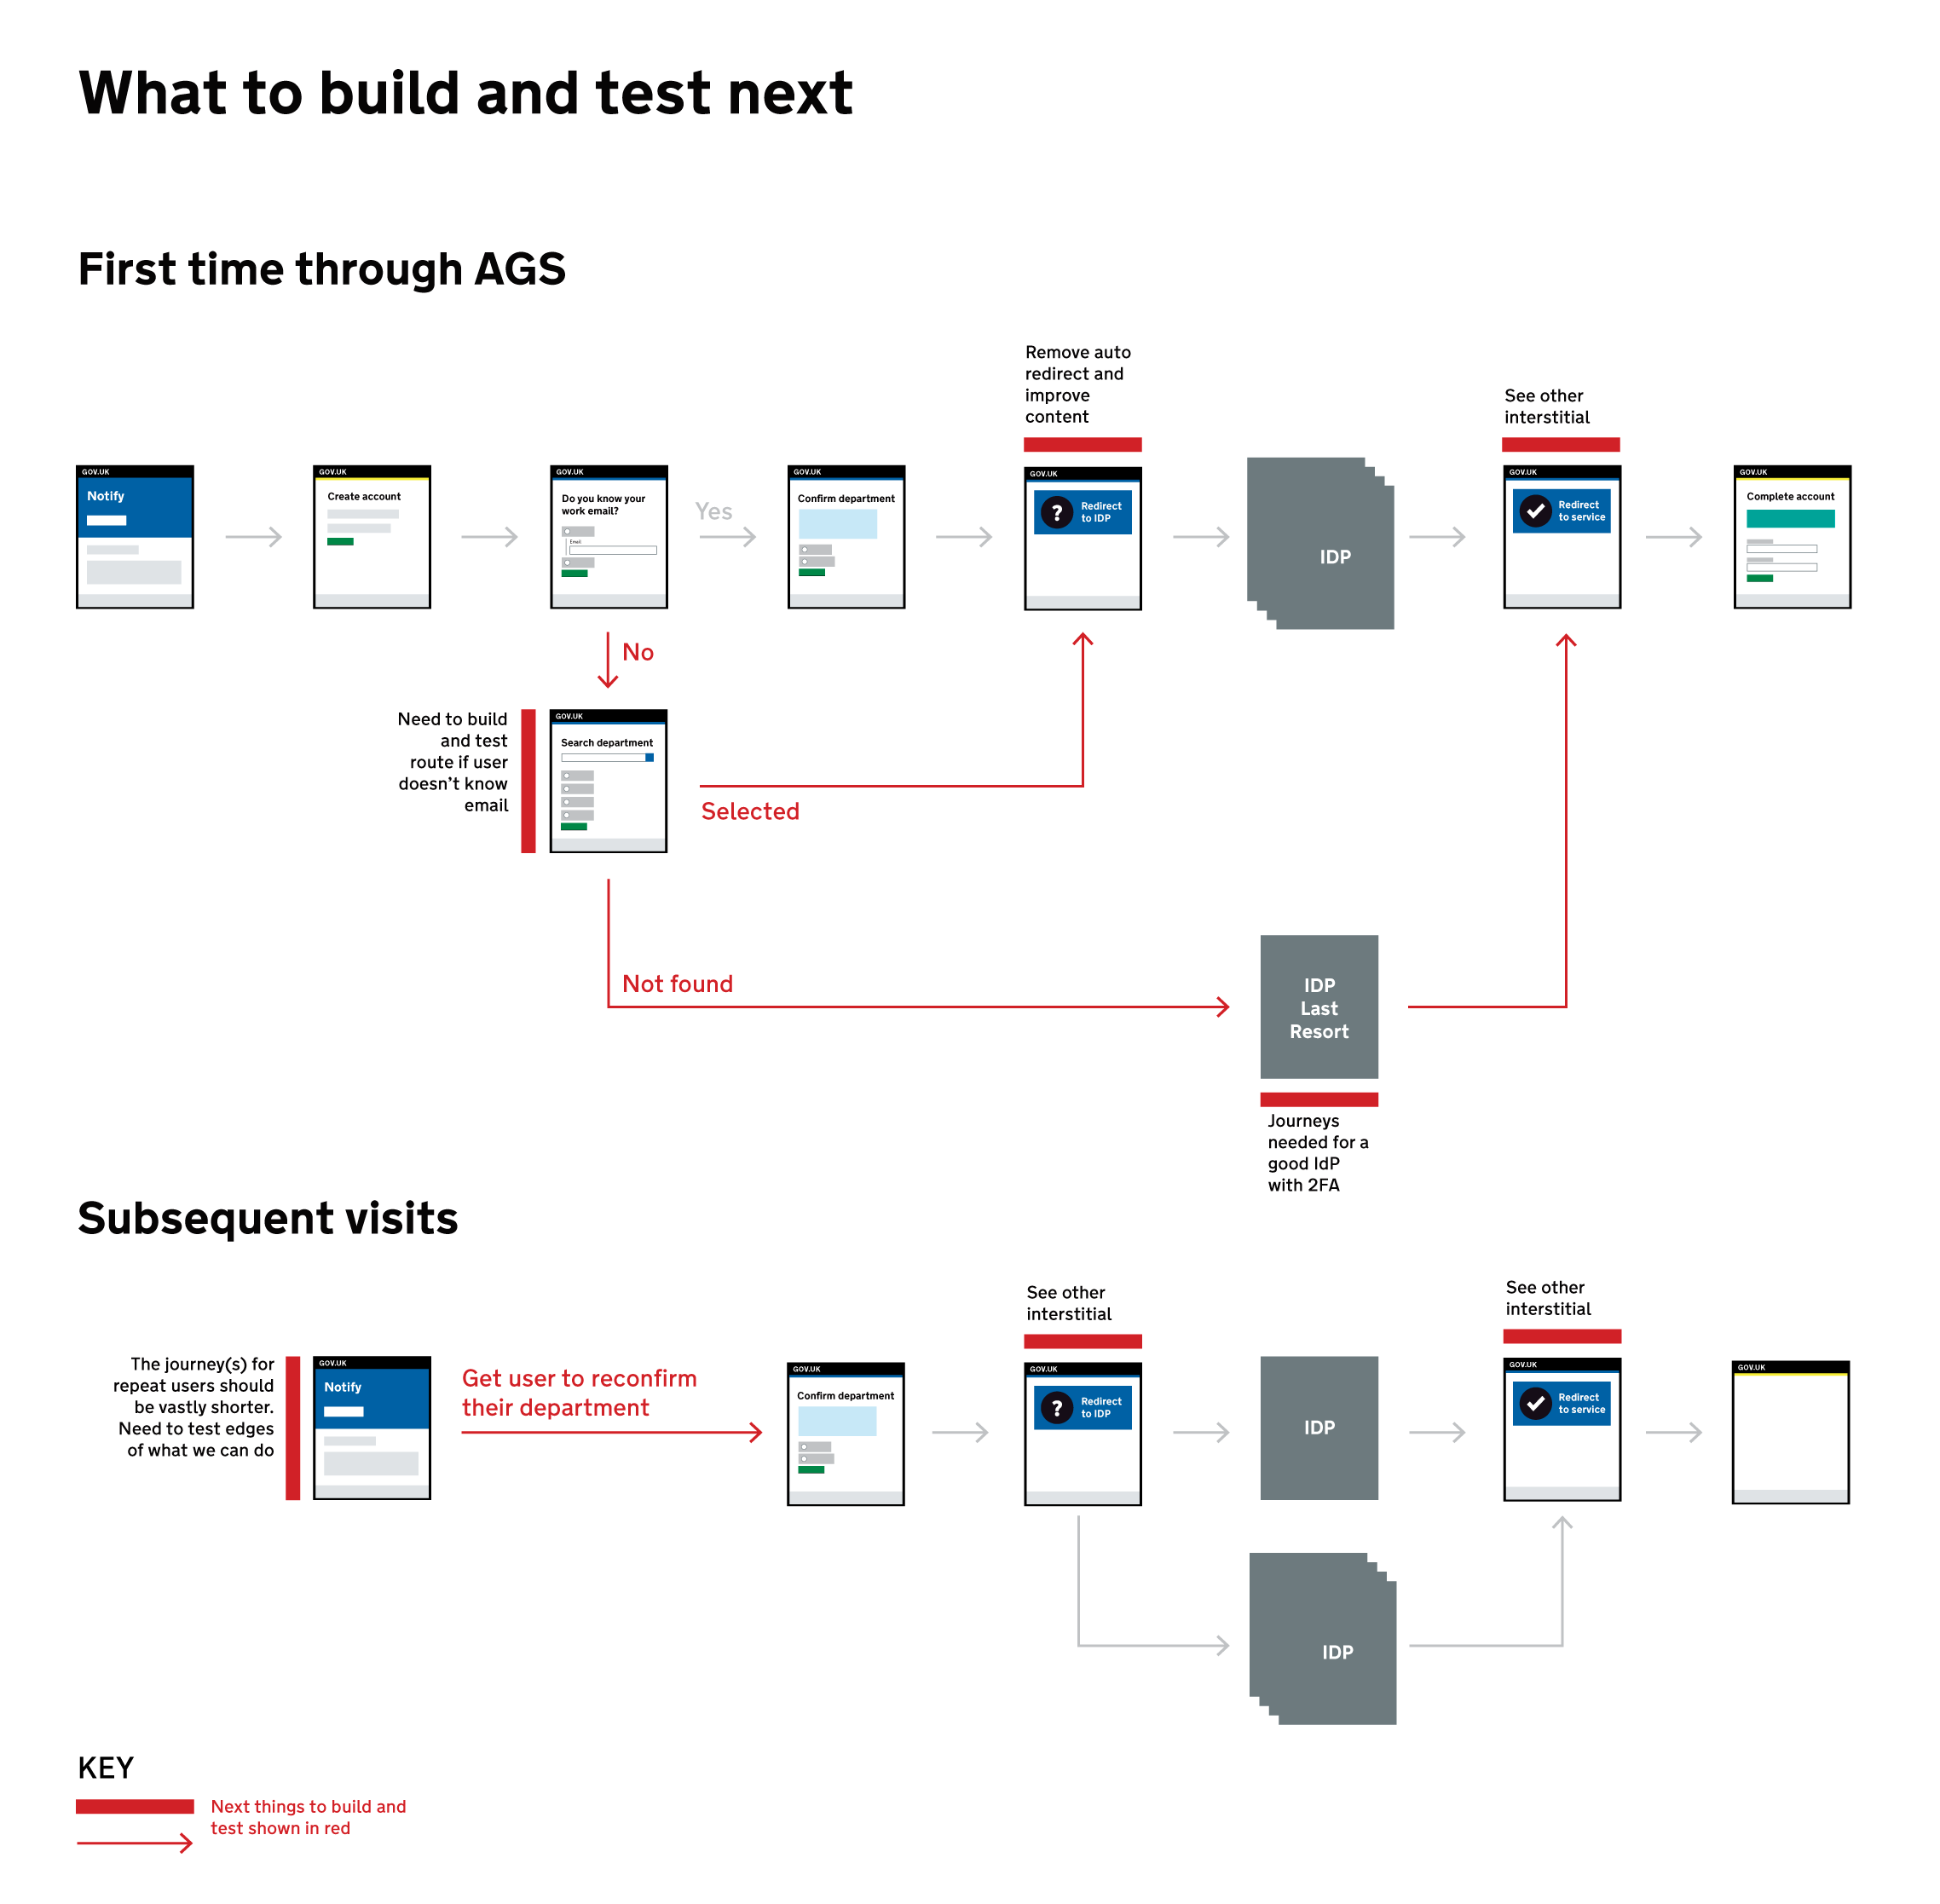 What to build and test next
First time through AGS
Remove auto
redirect and
improve
content
See other
interstitial
GOV.UK
Notify
GOV.UK
Create account
GOV.UK
Do you know your
work email?
Email
Yes
GOV.UK
Confirm department
GOV.UK
?
Redirect
to IDP
IDP
GOV.UK
Redirect
to service
GOV.UK
Complete account
No
Need to build
and test
route if user
doesn't know
email
GOV.UK
Search department
Selected
Not found
IDP
Last
Resort
Journeys
needed for a
good IdP
with 2FA
Subsequent visits
See other
interstitial
See other
interstitial
The journey(s) for
repeat users should
be vastly shorter.
Need to test edges
of what we can do
GOV.UK
Notify
Get user to reconfirm
their department
GOV.UK
Confirm department
GOV.UK
?
Redirect
to IDP
IDP
GOV.UK
Redirect
to service
GOV.UK
IDP
KEY
Next things to build and
test shown in red